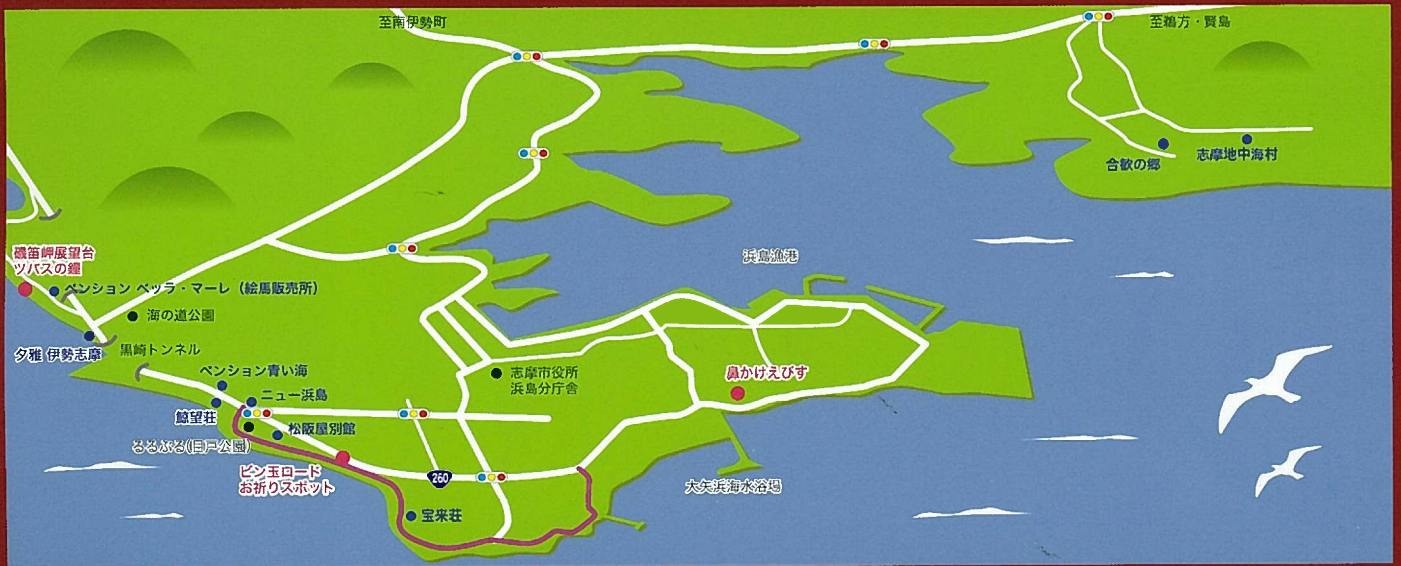 至南伊勢町
至鵜方・賢島
合歓の郷
志摩地中海村
磯笛岬展望台
ツバスの鐘
ペンション ベッラ・マーレ（絵馬販売所）
海の道公園
浜島漁港
夕雅 伊勢志摩
黒崎トンネル
ペンション青い海
志摩市役所
浜島分庁舎
鼻かけえびす
ニュー浜島
鯨望荘
松阪屋別館
るるぶる(目戸公園)
ビン玉ロード
お祈りスポット
260
大矢浜海水浴場
宝来荘